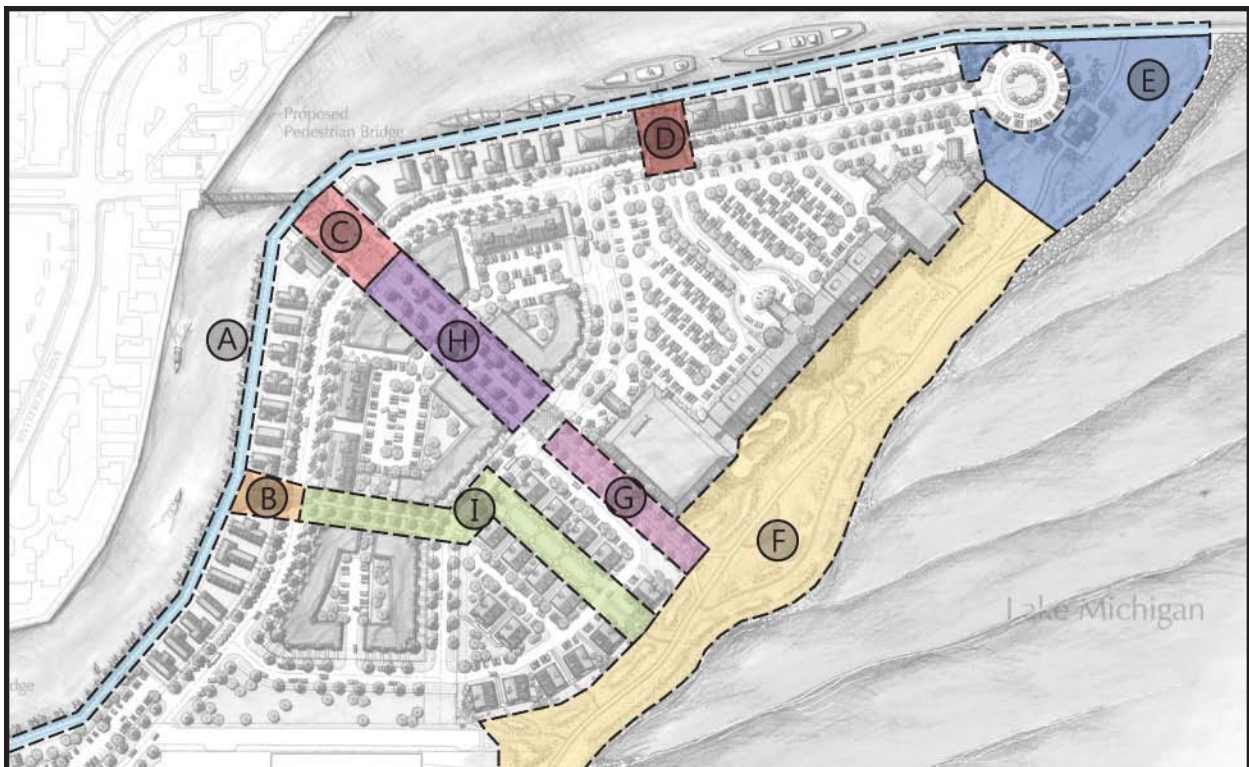 Proposed
Pedestrian Bridge
E
D
C
A
H
B
I
G
F
Lake Michigan
dge